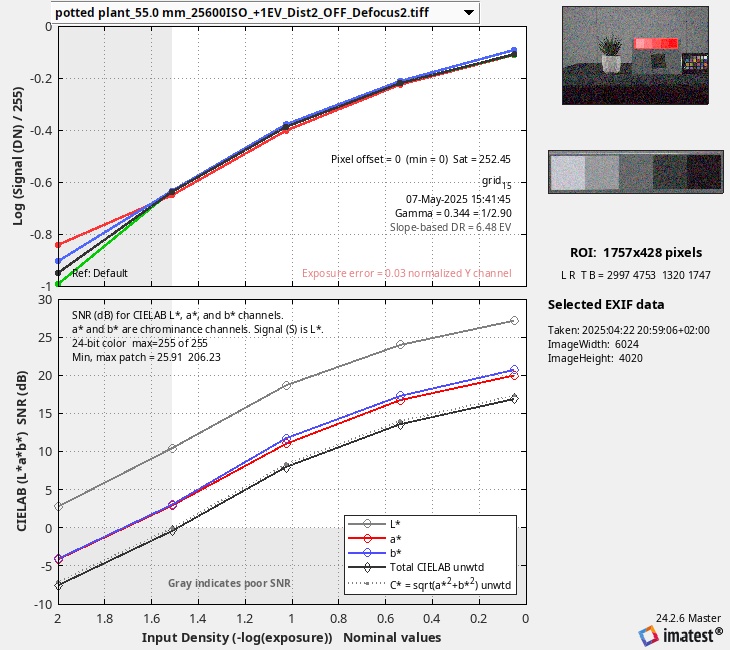 potted plant_55.0 mm_25600ISO_+1EV_Dist2_OFF_Defocus2.tiff
0
-0.2
-0.4
-0.6
-0.8
-1
Log (Signal (DN) / 255)
Pixel offset = 0 (min = 0) Sat = 252.45
grid_15
07-May-2025 15:41:45
Gamma = 0.344 = 1/2.90
Slope-based DR = 6.48 EV
Ref: Default
Exposure error = 0.03 normalized Y channel
30
25
20
15
10
5
0
-5
-10
CIELAB (L*a*b*) SNR (dB)
SNR (dB) for CIELAB L*, a*, and b* channels.
a* and b* are chrominance channels. Signal (S) is L*.
24-bit color max=255 of 255
Min, max patch = 25.91 206.23
L*
a*
b*
Total CIELAB unwtd
C* = sqrt(a*2+b*2) unwtd
Gray indicates poor SNR
2 1.8 1.6 1.4 1.2 1 0.8 0.6 0.4 0.2 0
Input Density (-log(exposure)) Nominal values
ROI: 1757x428 pixels
L R T B = 2997 4753 1320 1747
Selected EXIF data
Taken: 2025:04:22 20:59:06+02:00
ImageWidth: 6024
ImageHeight: 4020
24.2.6 Master
imatest®